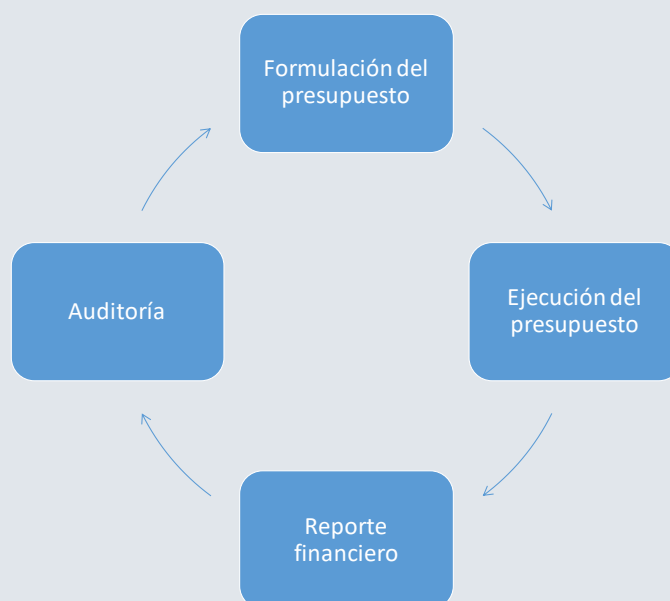 Formulación del
presupuesto
Ejecución del
presupuesto
Reporte
financiero
Auditoría